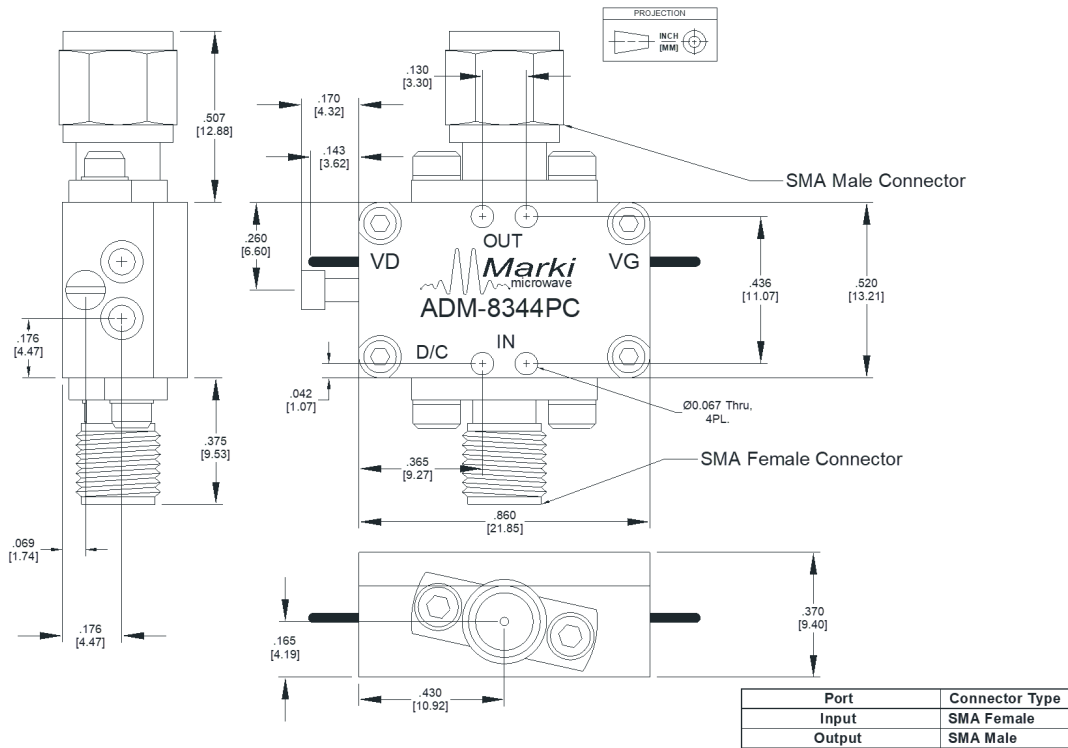 PROJECTION
INCH
[MM]
.130
[3.30]
.170
[4.32]
.507
[12.88]
.143
[3.62]
SMA Male Connector
.260
[6.60]
OUT
VD
VG
Marki
microwave
ADM-8344PC
.436
[11.07]
.520
[13.21]
.176
[4.47]
D/C
IN
.042
[1.07]
Ø0.067 Thru,
4PL.
.375
[9.53]
.365
[9.27]
SMA Female Connector
.860
[21.85]
.069
[1.74]
.176
[4.47]
.165
[4.19]
.370
[9.40]
.430
[10.92]
Port Connector Type
Input SMA Female
Output SMA Male